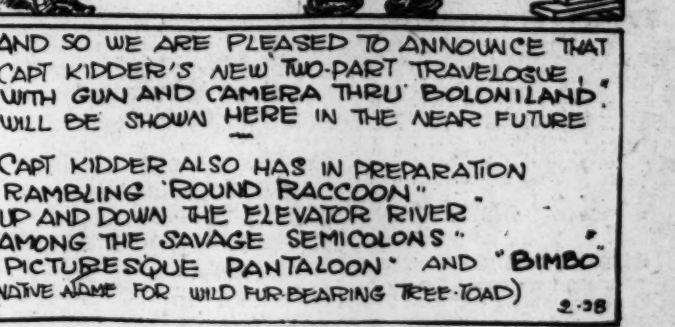 AND SO WE ARE PLEASED TO ANNOUNCE THAT
CAPT KIDDER'S NEW TWO-PART TRAVELOGUE,
WITH GUN AND CAMERA THRU BOLONILAND"
WILL BE SHOWN HERE IN THE NEAR FUTURE
CAPT KIDDER ALSO HAS IN PREPARATION
RAMBLING 'ROUND RACCOON"
UP AND DOWN THE ELEVATOR RIVER"
AMONG THE SAVAGE SEMICOLONS"
PICTURESQUE PANTALOON" AND "BIMBO"
NATIVE NAME FOR WILD FUR-BEARING TREE-TOAD)
2-28